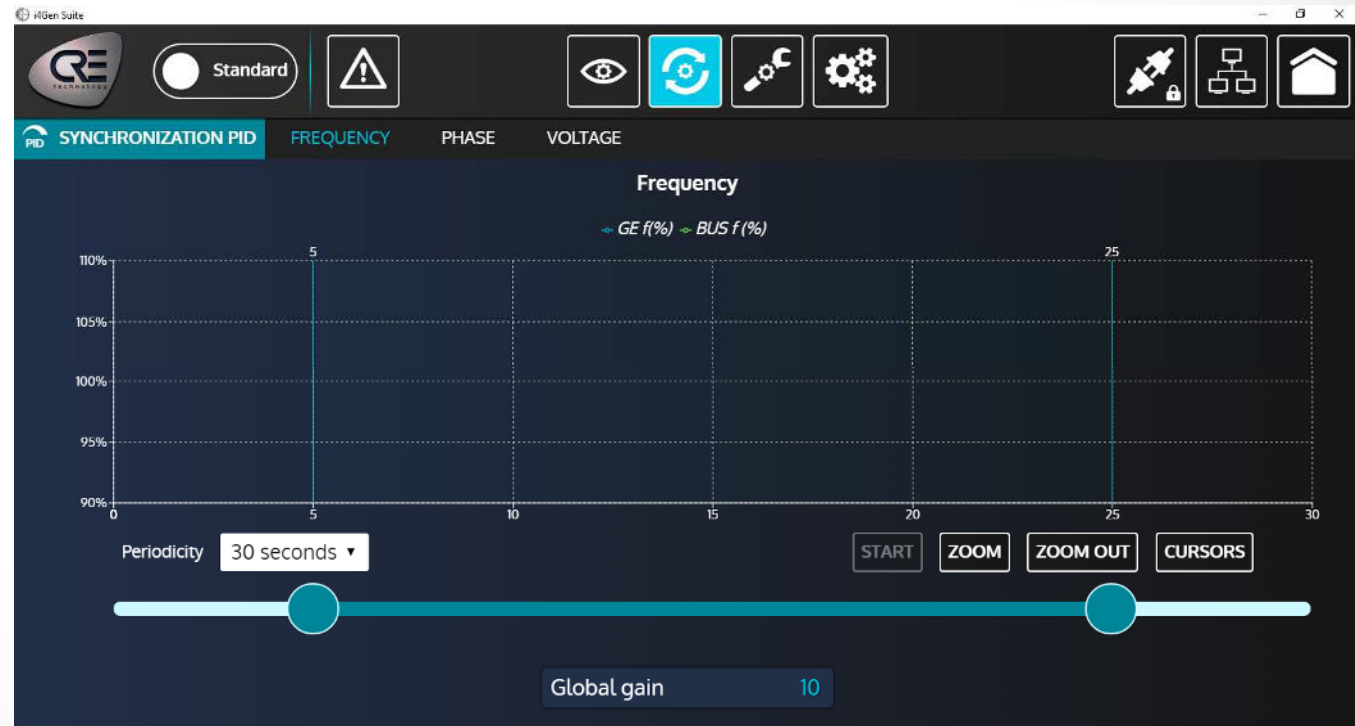 i4Gen Suite
CRE
Technology
Standard
PID SYNCHRONIZATION PID FREQUENCY PHASE VOLTAGE
Frequency
GE f(%) BUS f (%)
5 25
110%
105%
100%
95%
90%
0 5 10 15 20 25 30
Periodicity 30 seconds START ZOOM ZOOM OUT CURSORS
Global gain 10